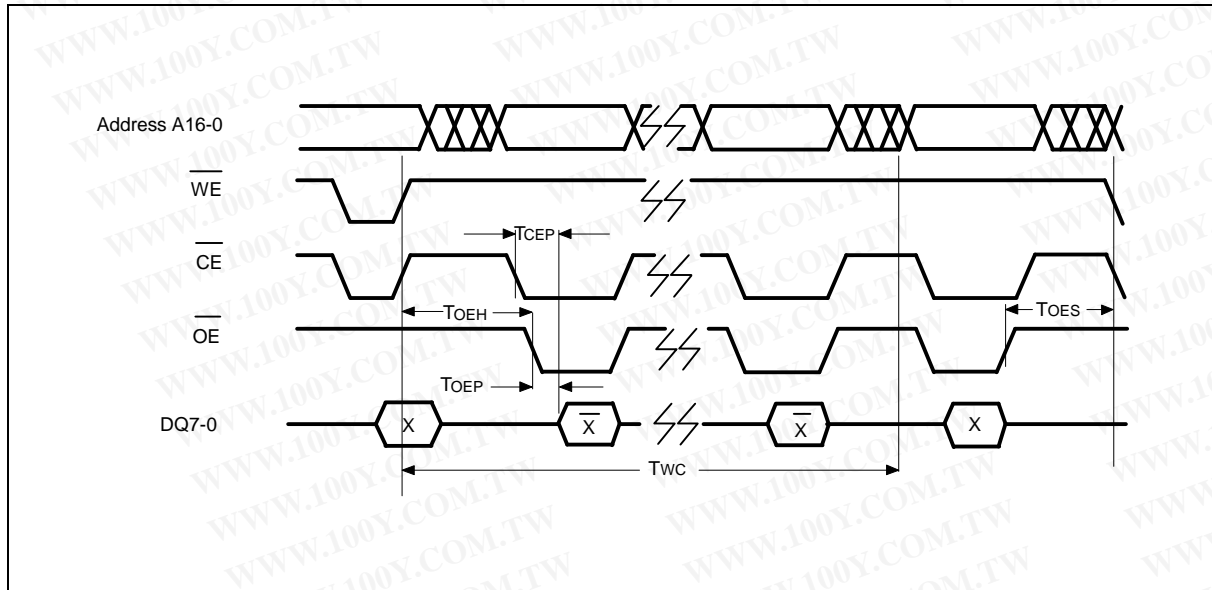 Address A16-0
WE
CE
TCEP
TOEH
TOES
OE
TOEP
DQ7-0
X
X
X
X
TWC
WWW.100Y.COM.TW